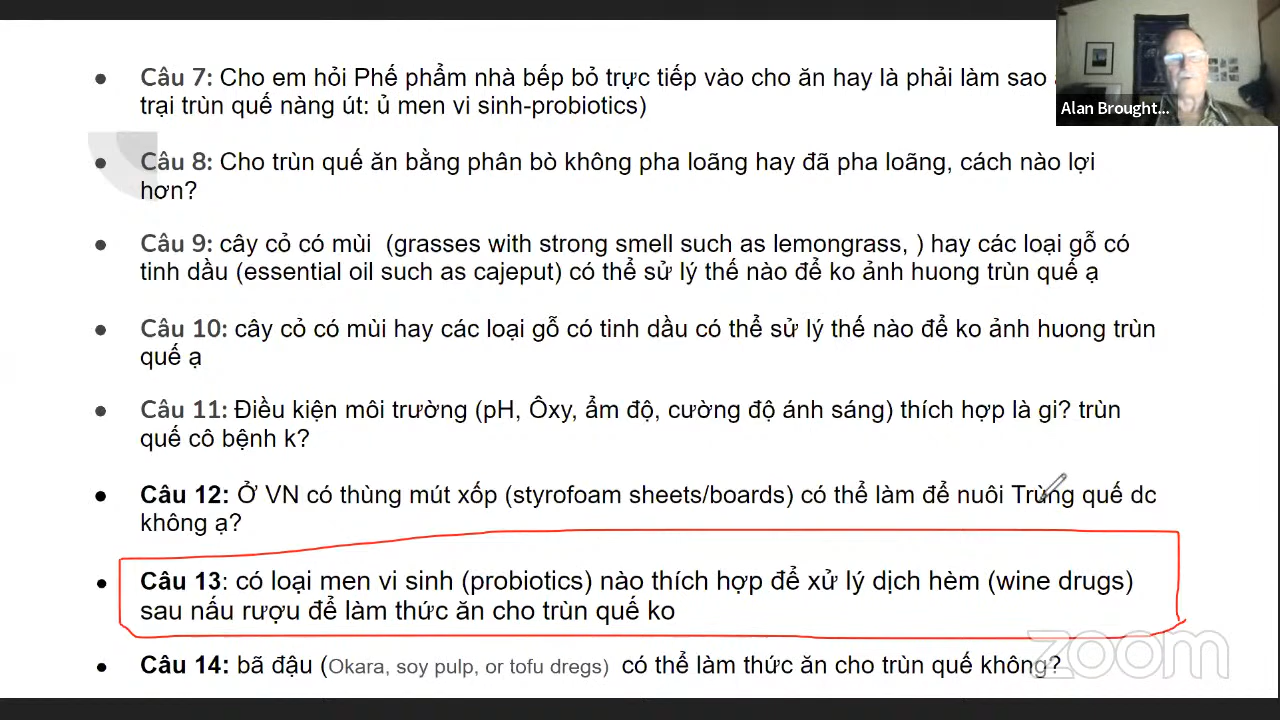 Câu 7: Cho em hỏi Phế phẩm nhà bếp bỏ trực tiếp vào cho ăn hay là phải làm sao
trại trùn quế nàng út: ủ men vi sinh-probiotics)
Alan Brought...
Câu 8: Cho trùn quế ăn bằng phân bò không pha loãng hay đã pha loãng, cách nào lợi
hơn?
Câu 9: cây cỏ có mùi (grasses with strong smell such as lemongrass, ) hay các loại gỗ có
tinh dầu (essential oil such as cajeput) có thể sử lý thế nào để ko ảnh huong trùn quế ạ
Câu 10: cây cỏ có mùi hay các loại gỗ có tinh dầu có thể sử lý thế nào để ko ảnh huong trùn
quế ạ
Câu 11: Điều kiện môi trường (pH, Ôxy, ẩm độ, cường độ ánh sáng) thích hợp là gi? trùn
quế cô bệnh k?
Câu 12: Ở VN có thùng mút xốp (styrofoam sheets/boards) có thể làm để nuôi Trùng quế dc
không ạ?
Câu 13: có loại men vi sinh (probiotics) nào thích hợp để xử lý dịch hèm (wine drugs)
sau nấu rượu để làm thức ăn cho trùn quế ko
Câu 14: bã đậu (Okara, soy pulp, or tofu dregs) có thể làm thức ăn cho trùn quế không?
zoom